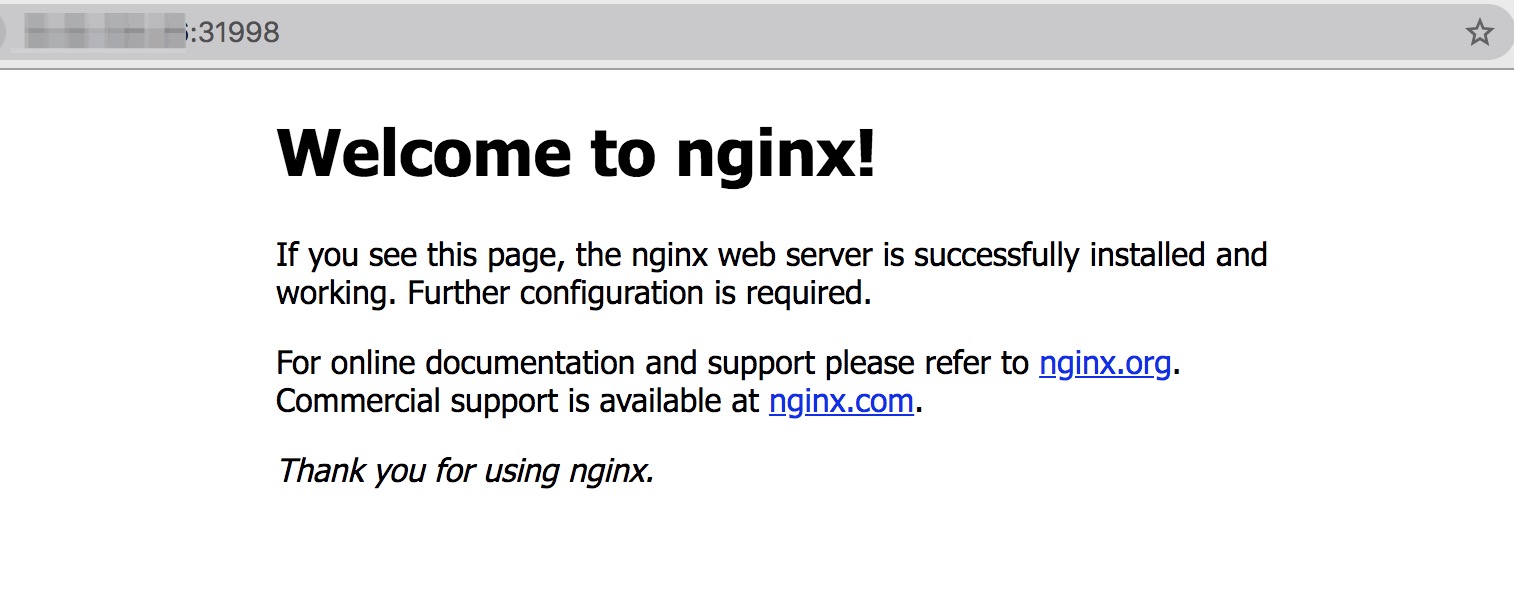 :31998
Welcome to nginx!
If you see this page, the nginx web server is successfully installed and
working. Further configuration is required.
For online documentation and support please refer to nginx.org.
Commercial support is available at nginx.com.
Thank you for using nginx.